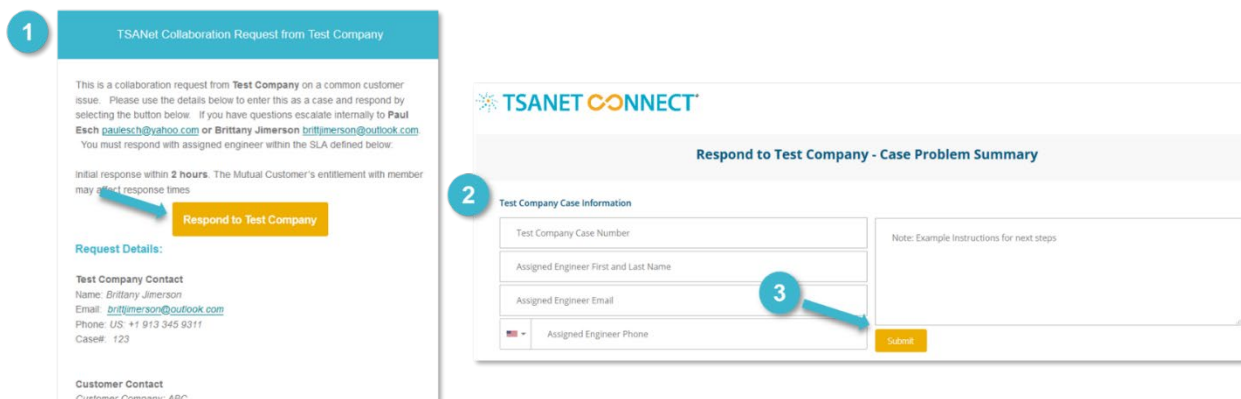 1
TSANet Collaboration Request from Test Company
This is a collaboration request from Test Company on a common customer
issue. Please use the details below to enter this as a case and respond by
selecting the button below. If you have questions escalate internally to Paul
Esch paulesch@yahoo.com or Brittany Jimerson brittjimerson@outlook.com.
You must respond with assigned engineer within the SLA defined below:
Initial response within 2 hours. The Mutual Customer's entitlement with member
may affect response times
Respond to Test Company
Request Details:
Test Company Contact
Name: Brittany Jimerson
Email: brittjimerson@outlook.com
Phone: US: +1 913 345 9311
Case#: 123
Customer Contact
Customer Company: ABC
TSANET CONNECT
Respond to Test Company - Case Problem Summary
2
Test Company Case Information
Test Company Case Number
Assigned Engineer First and Last Name
Assigned Engineer Email
Assigned Engineer Phone
Note: Example Instructions for next steps
3
Submit